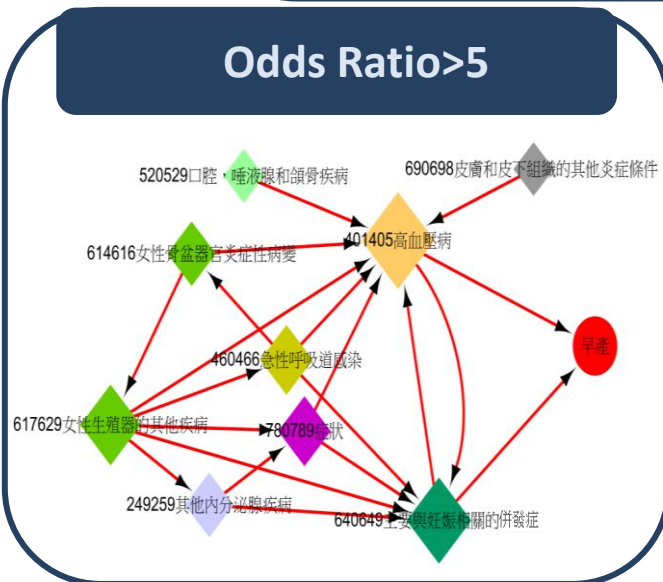 Odds Ratio>5
520529口腔，唾液腺和頜骨疾病
690698皮膚和皮下組織的其他炎症條件
401405高血壓病
614616女性骨盆器官炎症性病變
早產
460466急性呼吸道感染
617629女性生殖器的其他疾病
780789症狀
249259其他內分泌腺疾病
640649主要與妊娠相關的併發症